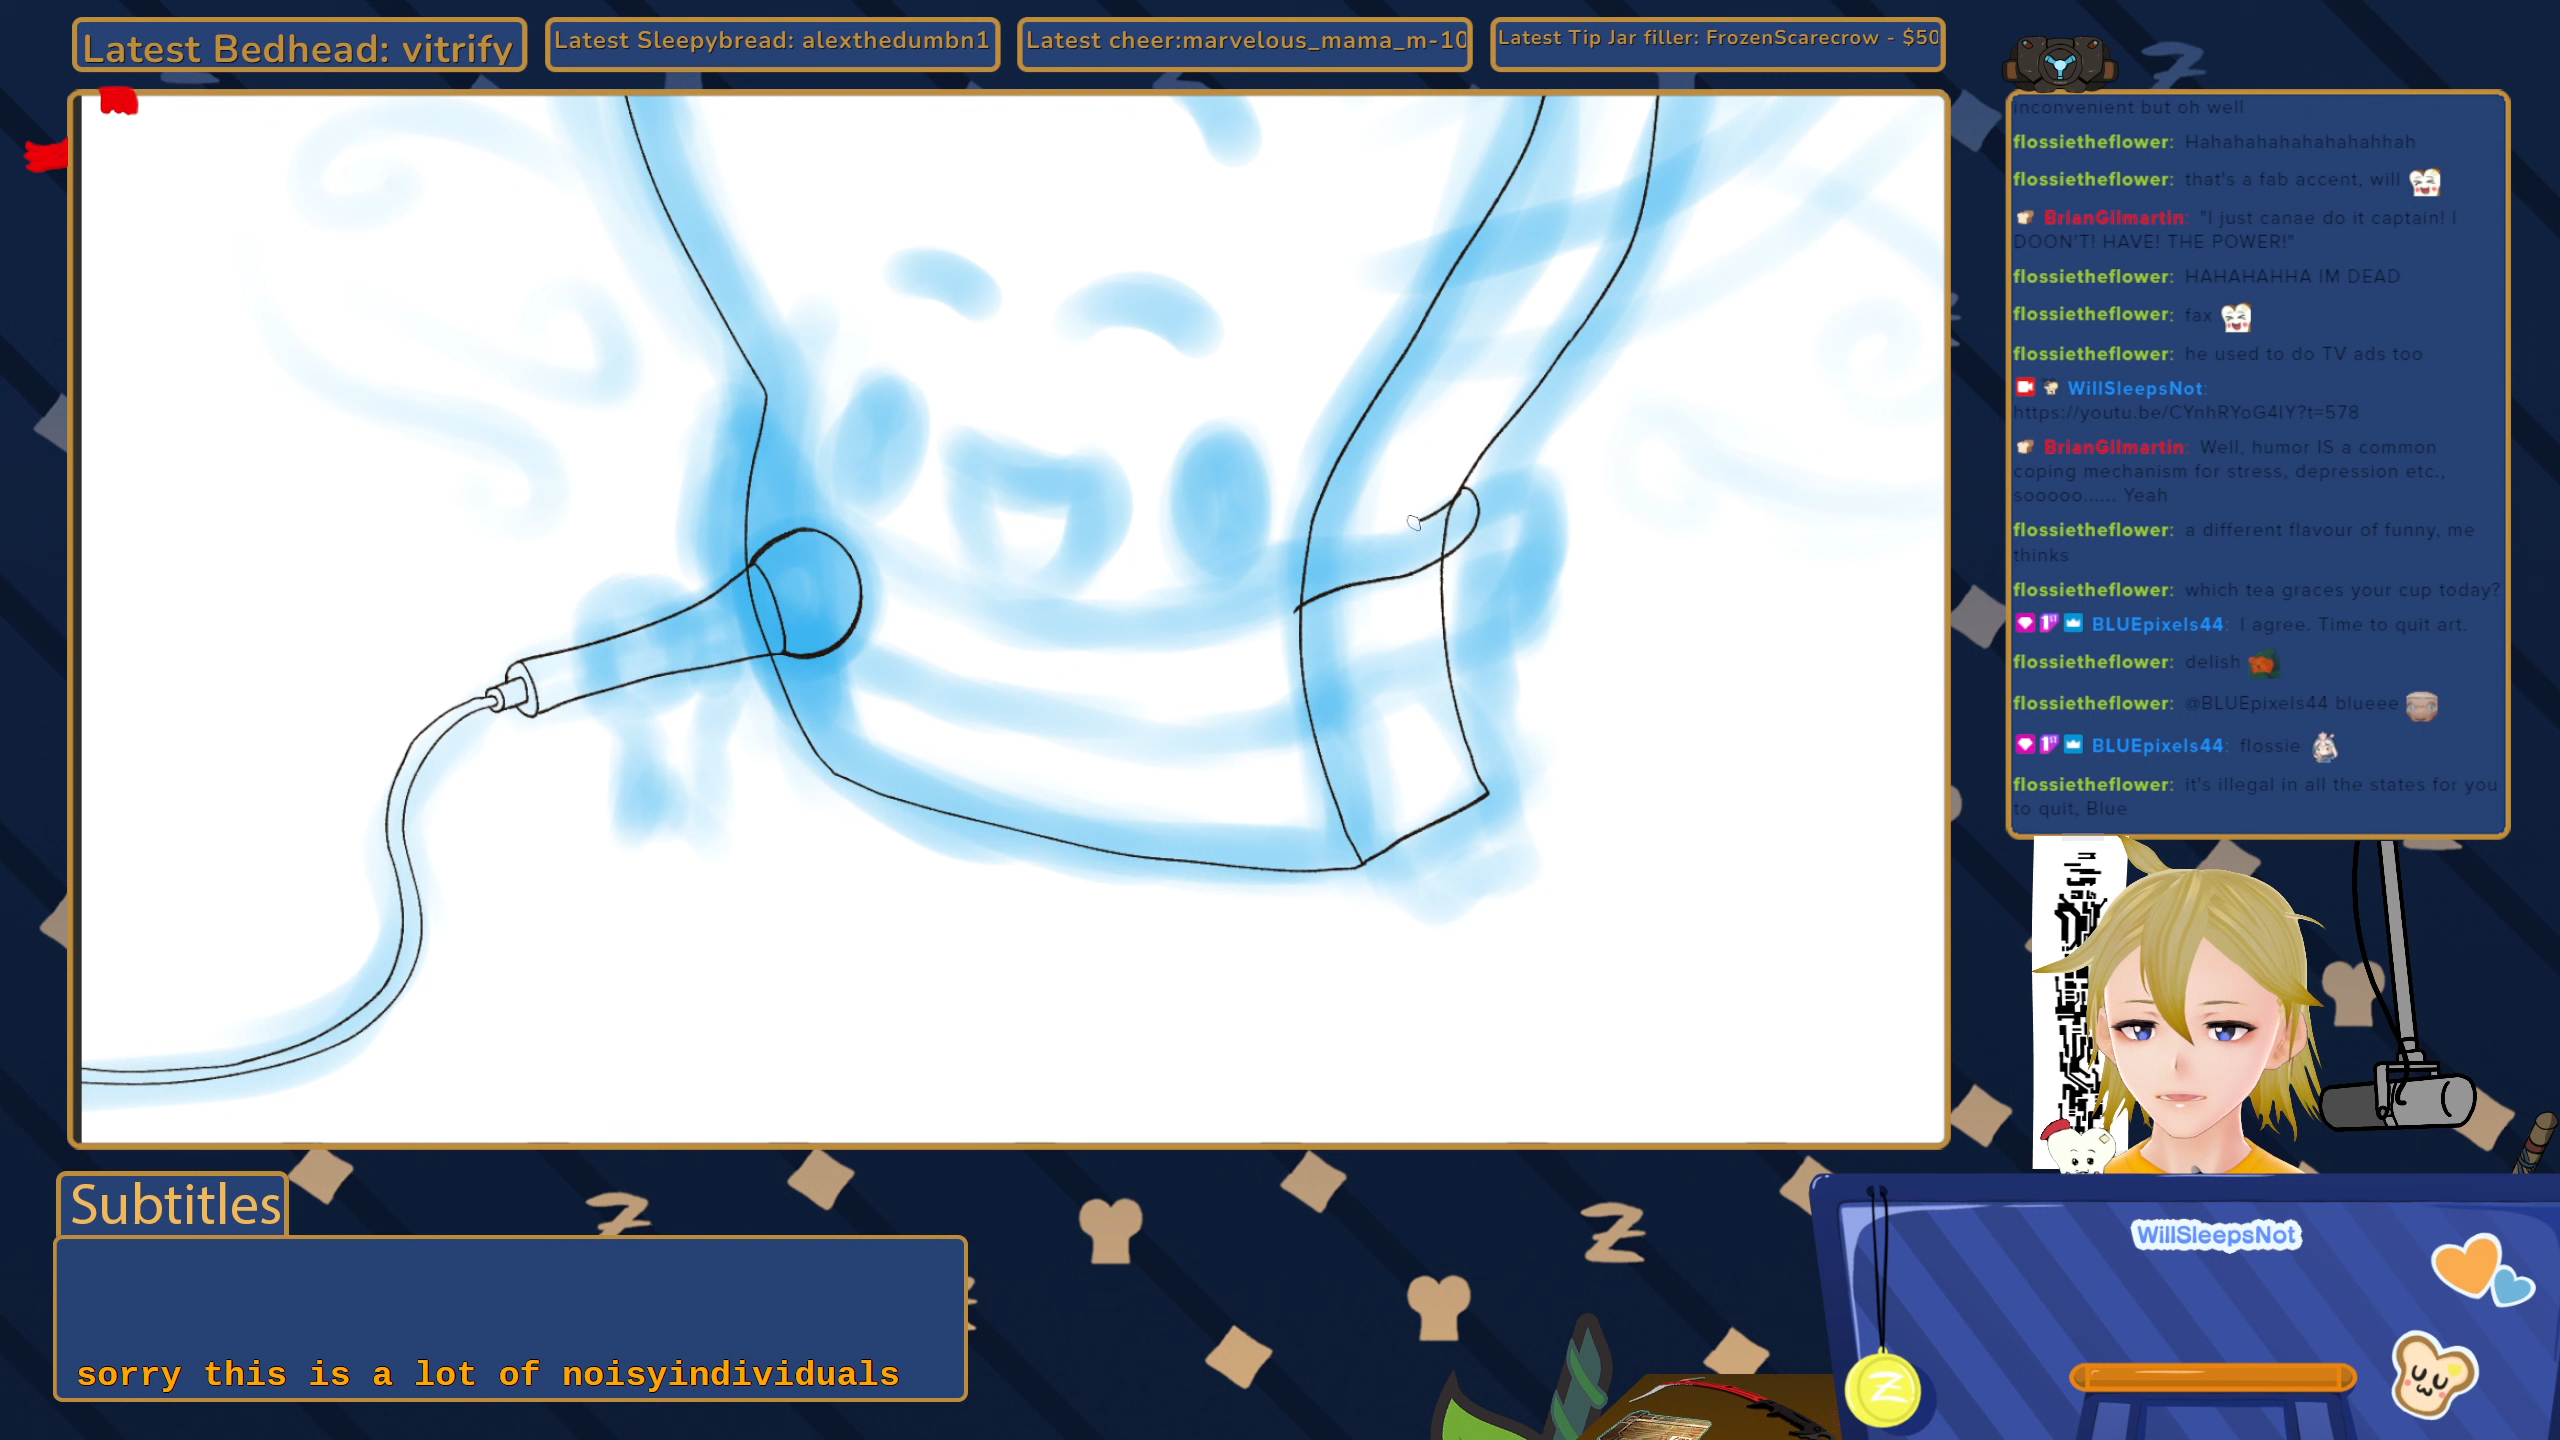 Latest Bedhead: vitrify
Latest Sleepybread: alexthedumbn1
Latest cheer:marvelous_mama_m-10
Latest Tip Jar filler: FrozenScarecrow - $50
inconvenient but oh well
flossietheflower: Hahahahahahahahahhah
flossietheflower: that's a fab accent, will
BrianGilmartin: "I just canae do it captain! I
DOON'T! HAVE! THE POWER!"
flossietheflower: HAHAHAHHA IM DEAD
flossietheflower: fax
flossietheflower: he used to do TV ads too
WillSleepsNot:
https://youtu.be/CYnhRYoG4lY?t=578
BrianGilmartin: Well, humor IS a common
coping mechanism for stress, depression etc.,
sooooo...... Yeah
flossietheflower: a different flavour of funny, me
thinks
flossietheflower: which tea graces your cup today?
BLUEpixels44: I agree. Time to quit art.
flossietheflower: delish
flossietheflower: @BLUEpixels44 blueee
BLUEpixels44: flossie
flossietheflower: it's illegal in all the states for you
to quit, Blue
Subtitles
sorry this is a lot of noisyindividuals
WillSleepsNot
Z